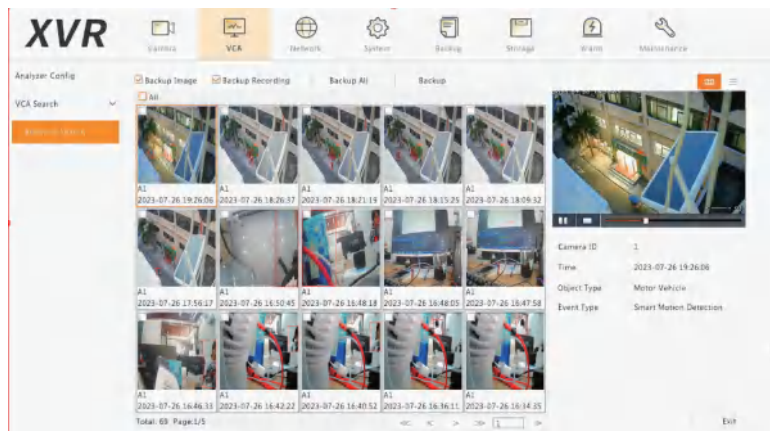 XVR
Camera VCA Network System Backup Storage Alarm Maintenance
Analyzer Config
Backup Image Backup Recording Backup All Backup
VCA Search
All
A1 A1 A1 A1 A1
2023-07-26 19:26:06 2023-07-26 18:26:37 2023-07-26 18:21:19 2023-07-26 18:15:25 2023-07-26 18:09:32
Camera ID 1
Time 2023-07-26 19:26:06
Object Type Motor Vehicle
Event Type Smart Motion Detection
A1 A1 A1 A1 A1
2023-07-26 17:56:17 2023-07-26 16:50:45 2023-07-26 16:48:18 2023-07-26 16:48:05 2023-07-26 16:47:58
A1 A1 A1 A1 A1
2023-07-26 16:46:33 2023-07-26 16:42:22 2023-07-26 16:40:52 2023-07-26 16:36:11 2023-07-26 16:34:35
Total: 69 Page:1/5 1 Exit